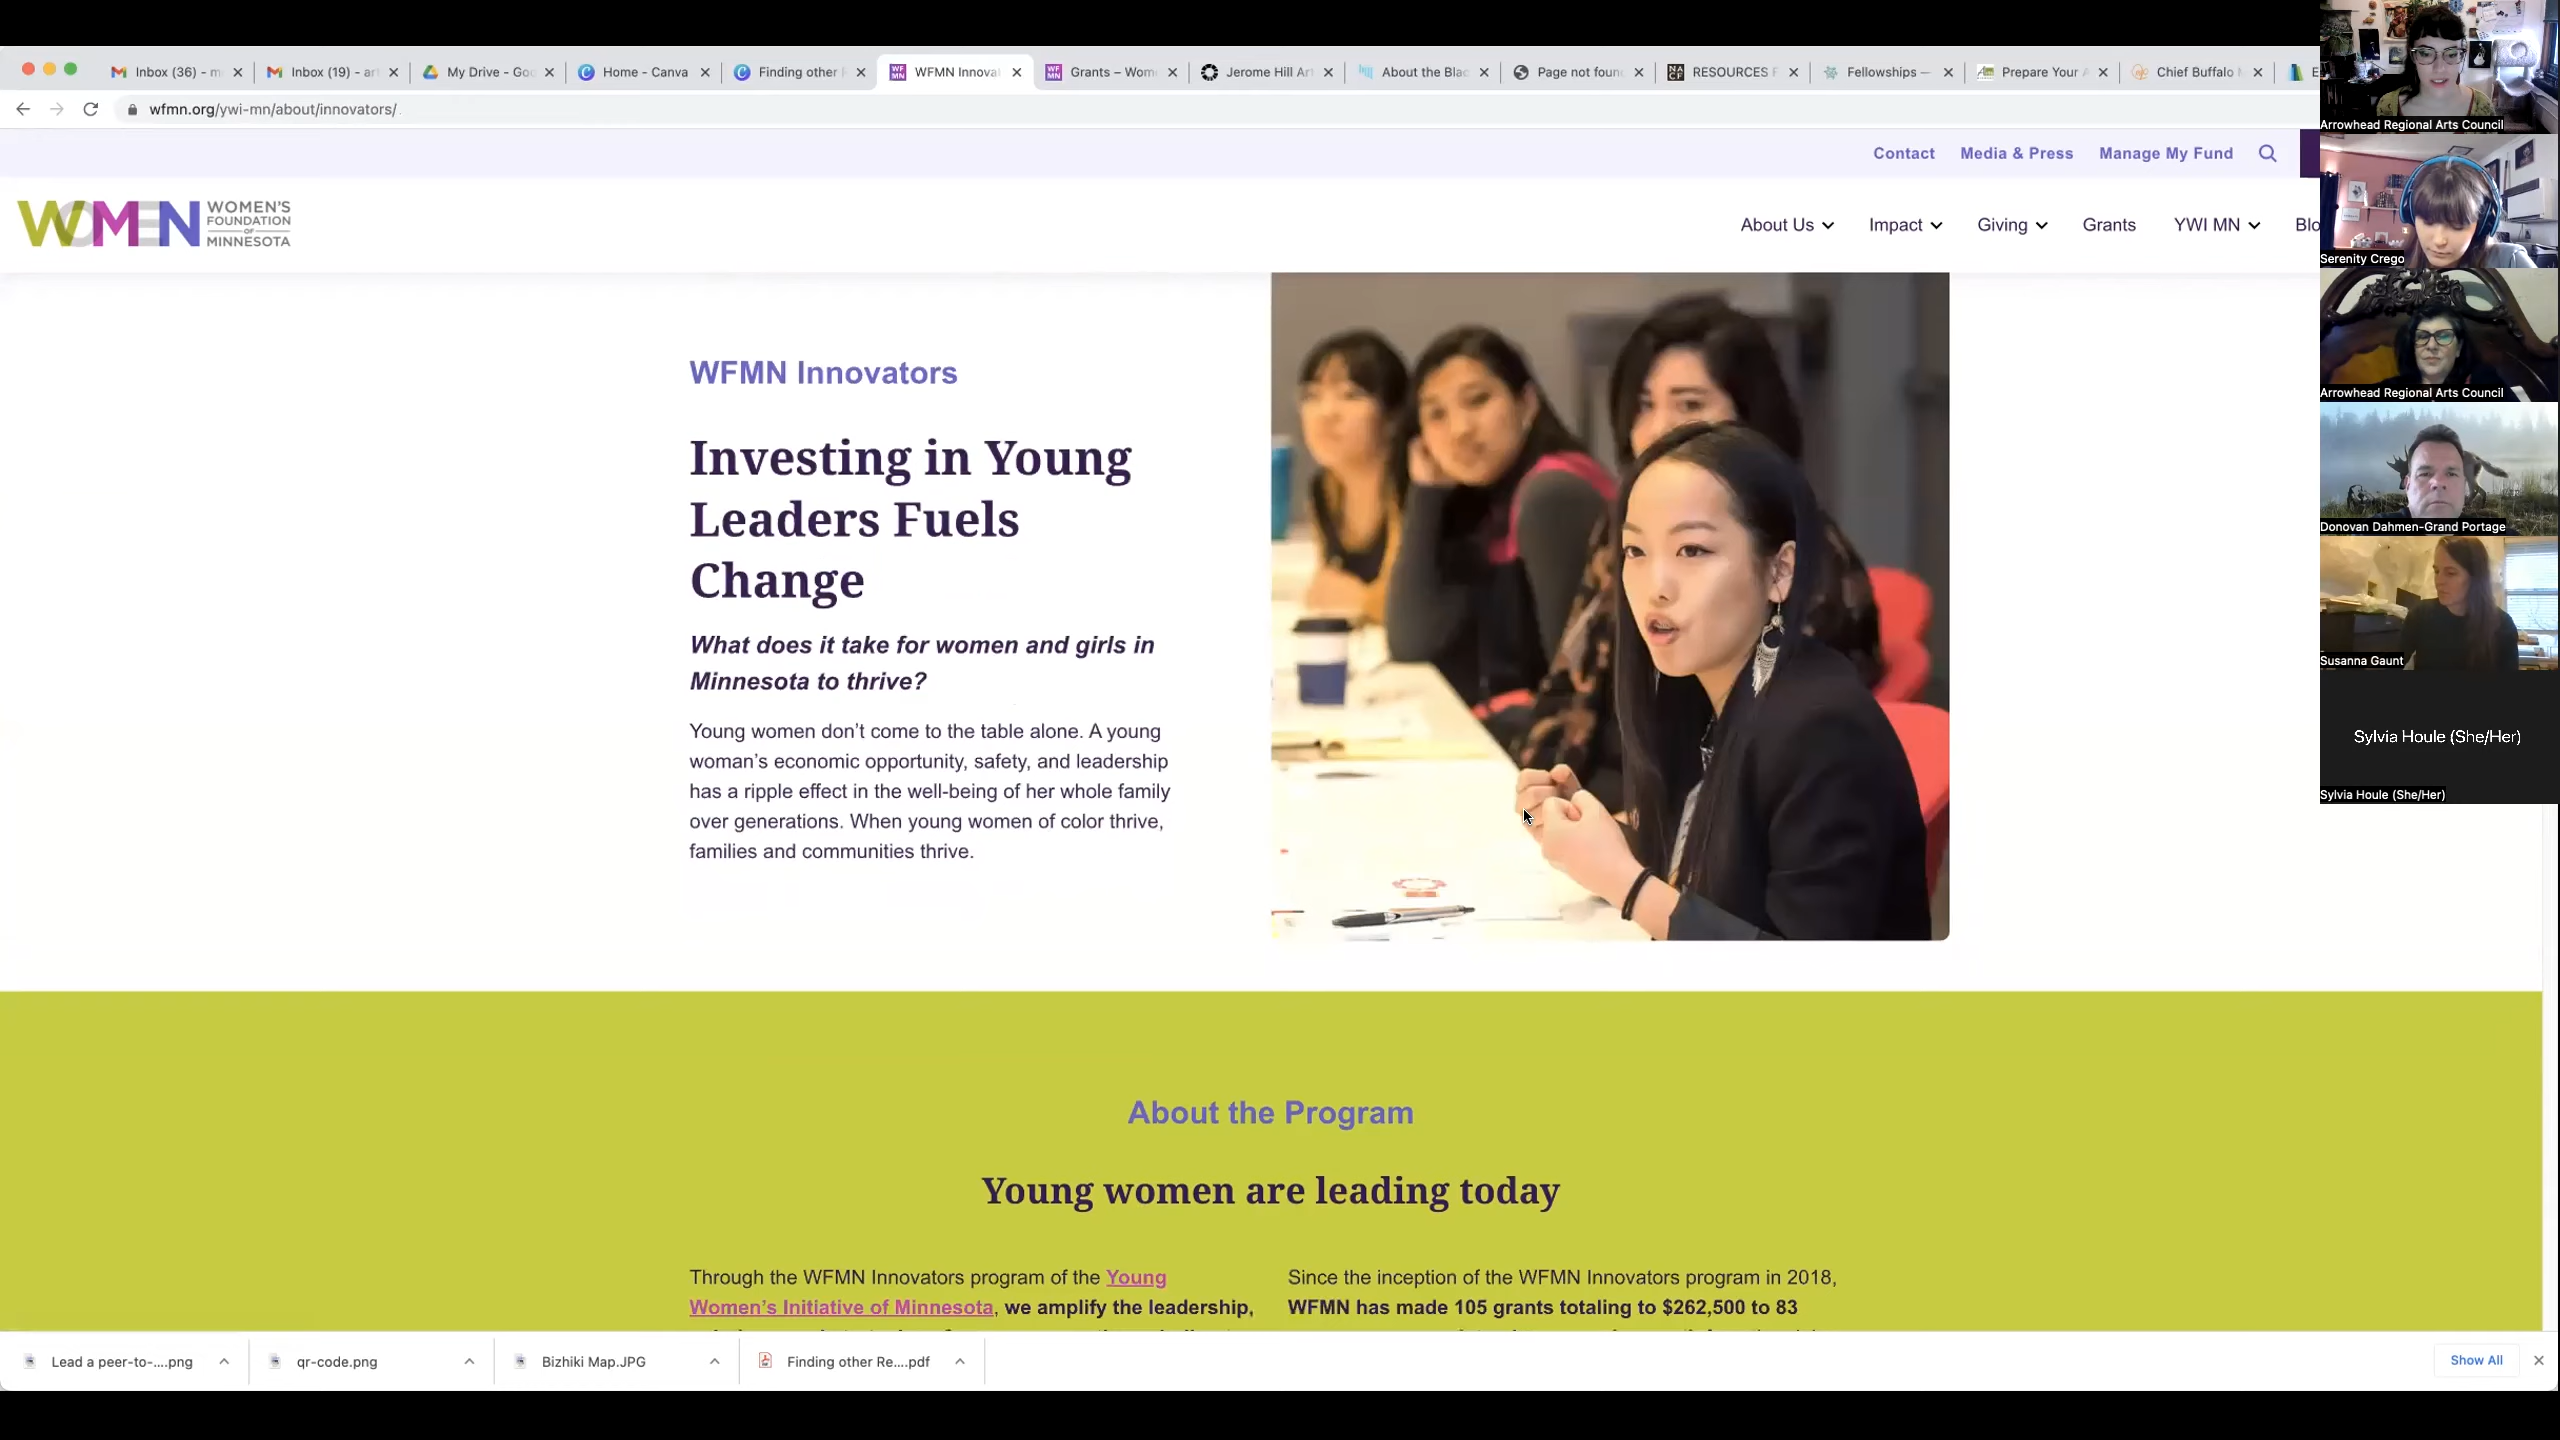 Inbox (36) - m
Inbox (19) - ar
My Drive - Goo
Home - Canva
Finding other
WFMN Innova
WF
MN
Grants – Wom
Jerome Hill Ar
About the Blac
Page not foun
RESOURCES F
Fellowships —
Prepare Your
Chief Buffalo
wfmn.org/ywi-mn/about/innovators/
Contact
Media & Press
Manage My Fund
WOMEN
WOMEN'S
FOUNDATION
OF
MINNESOTA
About Us
Impact
Giving
Grants
YWI MN
Blo
WFMN Innovators
Investing in Young
Leaders Fuels
Change
What does it take for women and girls in
Minnesota to thrive?
Young women don’t come to the table alone. A young
woman’s economic opportunity, safety, and leadership
has a ripple effect in the well-being of her whole family
over generations. When young women of color thrive,
families and communities thrive.
About the Program
Young women are leading today
Through the WFMN Innovators program of the Young
Women’s Initiative of Minnesota, we amplify the leadership,
Since the inception of the WFMN Innovators program in 2018,
WFMN has made 105 grants totaling to $262,500 to 83
Lead a peer-to-....png
qr-code.png
Bizhiki Map.JPG
Finding other Re....pdf
Show All
Arrowhead Regional Arts Council
Serenity Crego
Arrowhead Regional Arts Council
Donovan Dahmen-Grand Portage
Susanna Gaunt
Sylvia Houle (She/Her)
Sylvia Houle (She/Her)